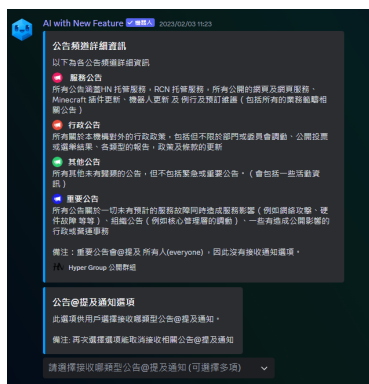 AI with New Feature ✓機器人 2023/02/03 11:23
公告頻道詳細資訊
以下為各公告頻道詳細資訊
服務公告
所有公告涵蓋HN 托管服務，RCN 托管服務，所有公開的網頁及網頁服務、
Minecraft 插件更新、機器人更新 及 例行及預訂維護（包括所有的業務範疇相
關公告）
行政公告
所有關於本機構對外的行政政策，包括但不限於部門或委員會調動、公開投票
或選舉結果、各類型的報告，政策及條款的更新
其他公告
所有其他未有歸類的公告，但不包括緊急或重要公告。（會包括一些活動資
訊）
重要公告
所有公告關於一切未有預計的服務故障同時造成服務影響（例如網絡攻擊、硬
件故障 等等）、組織公告（例如核心管理層的調動）、一些有造成公開影響的
行政或營運事務
備注：重要公告會@提及 所有人(everyone)，因此沒有接收通知選項。
Hyper Group 公開群組
公告@提及通知選項
此選項供用戶選擇接收哪類型公告@提及通知。
備注: 再次選擇選項能取消接收相關公告@提及通知
請選擇接收哪類型公告@提及通知 (可選擇多項)